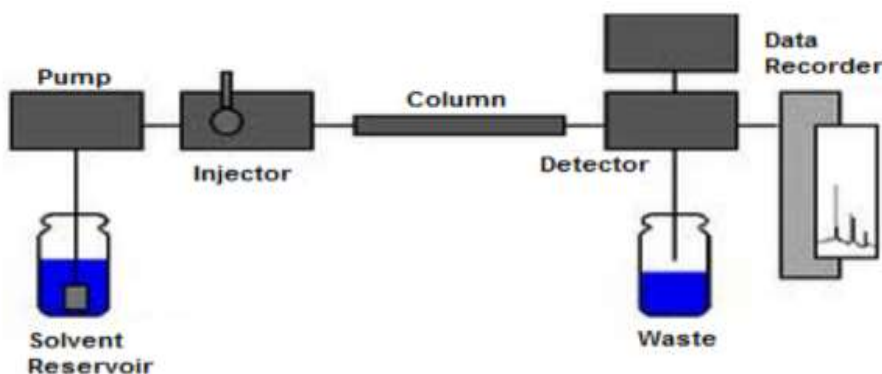 Pump
Injector
Column
Detector
Data
Recorder
Solvent
Reservoir
Waste